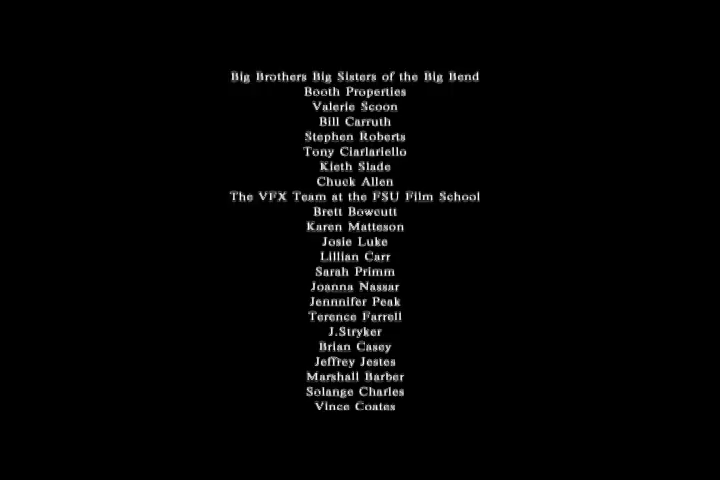 Big Brothers Big Sisters of the Big Bend
Booth Properties
Valerie Scoon
Bill Carruth
Stephen Roberts
Tony Ciarlariello
Kieth Slade
Chuck Allen
The VFX Team at the FSU Film School
Brett Bowcutt
Karen Matteson
Josie Luke
Lillian Carr
Sarah Primm
Joanna Nassar
Jennnifer Peak
Terence Farrell
J.Stryker
Brian Casey
Jeffrey Jestes
Marshall Barber
Solange Charles
Vince Coates